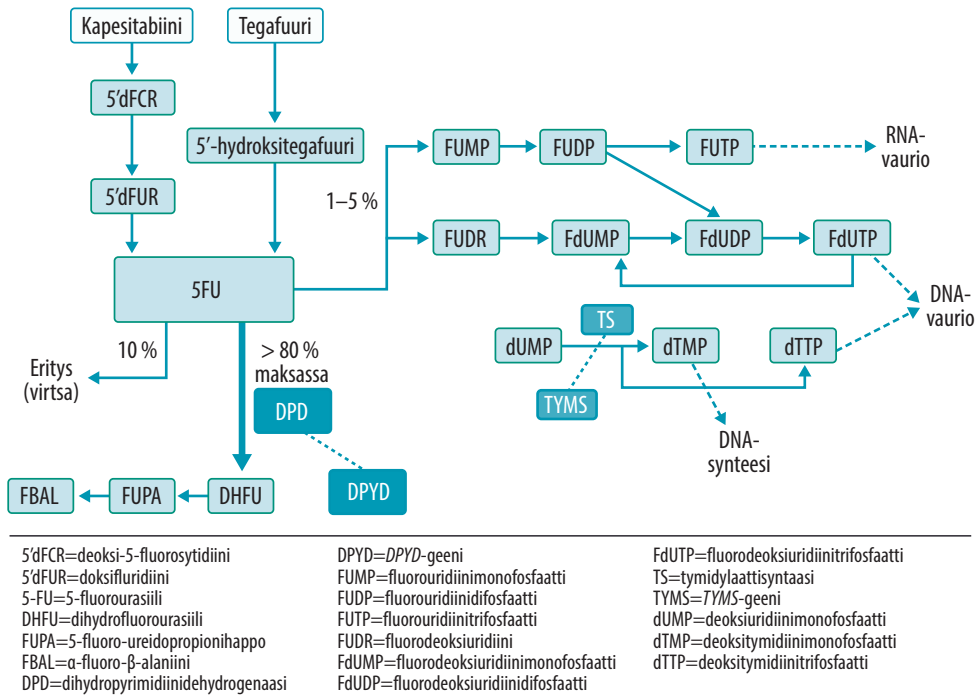 Kapesitabiini
Tegafuuri
5'dFCR
5'-hydroksitegafuuri
5'dFUR
5FU
1–5 %
FUMP
FUDP
FUTP
RNA-
vaurio
FUDR
FdUMP
FdUDP
FdUTP
DNA-
vaurio
TS
dUMP
dTMP
dTTP
TYMS
DNA-
synteesi
10 %
Eritys
(virtsa)
> 80 %
maksassa
DPD
DPYD
FBAL
FUPA
DHFU
5'dFCR=deoksi-5-fluorosytidiini
5'dFUR=doksifluridiini
5-FU=5-fluorourasiili
DHFU=dihydrofluorourasiili
FUPA=5-fluoro-ureidopropionihappo
FBAL=α-fluoro-β-alaniini
DPD=dihydropyrimidiinidehydrogenaasi
DPYD=DPYD-geeni
FUMP=fluorouridiinimonofosfaatti
FUDP=fluorouridiinidifosfaatti
FUTP=fluorouridiinitrifosfaatti
FUDR=fluorodeoksiuridiini
FdUMP=fluorodeoksiuridiinimonofosfaatti
FdUDP=fluorodeoksiuridiinidifosfaatti
FdUTP=fluorodeoksiuridiinitrifosfaatti
TS=tymidylaattisyntaasi
TYMS=TYMS-geeni
dUMP=deoksiuridiinimonofosfaatti
dTMP=deoksitymidiinimonofosfaatti
dTTP=deoksitymidiinitrifosfaatti